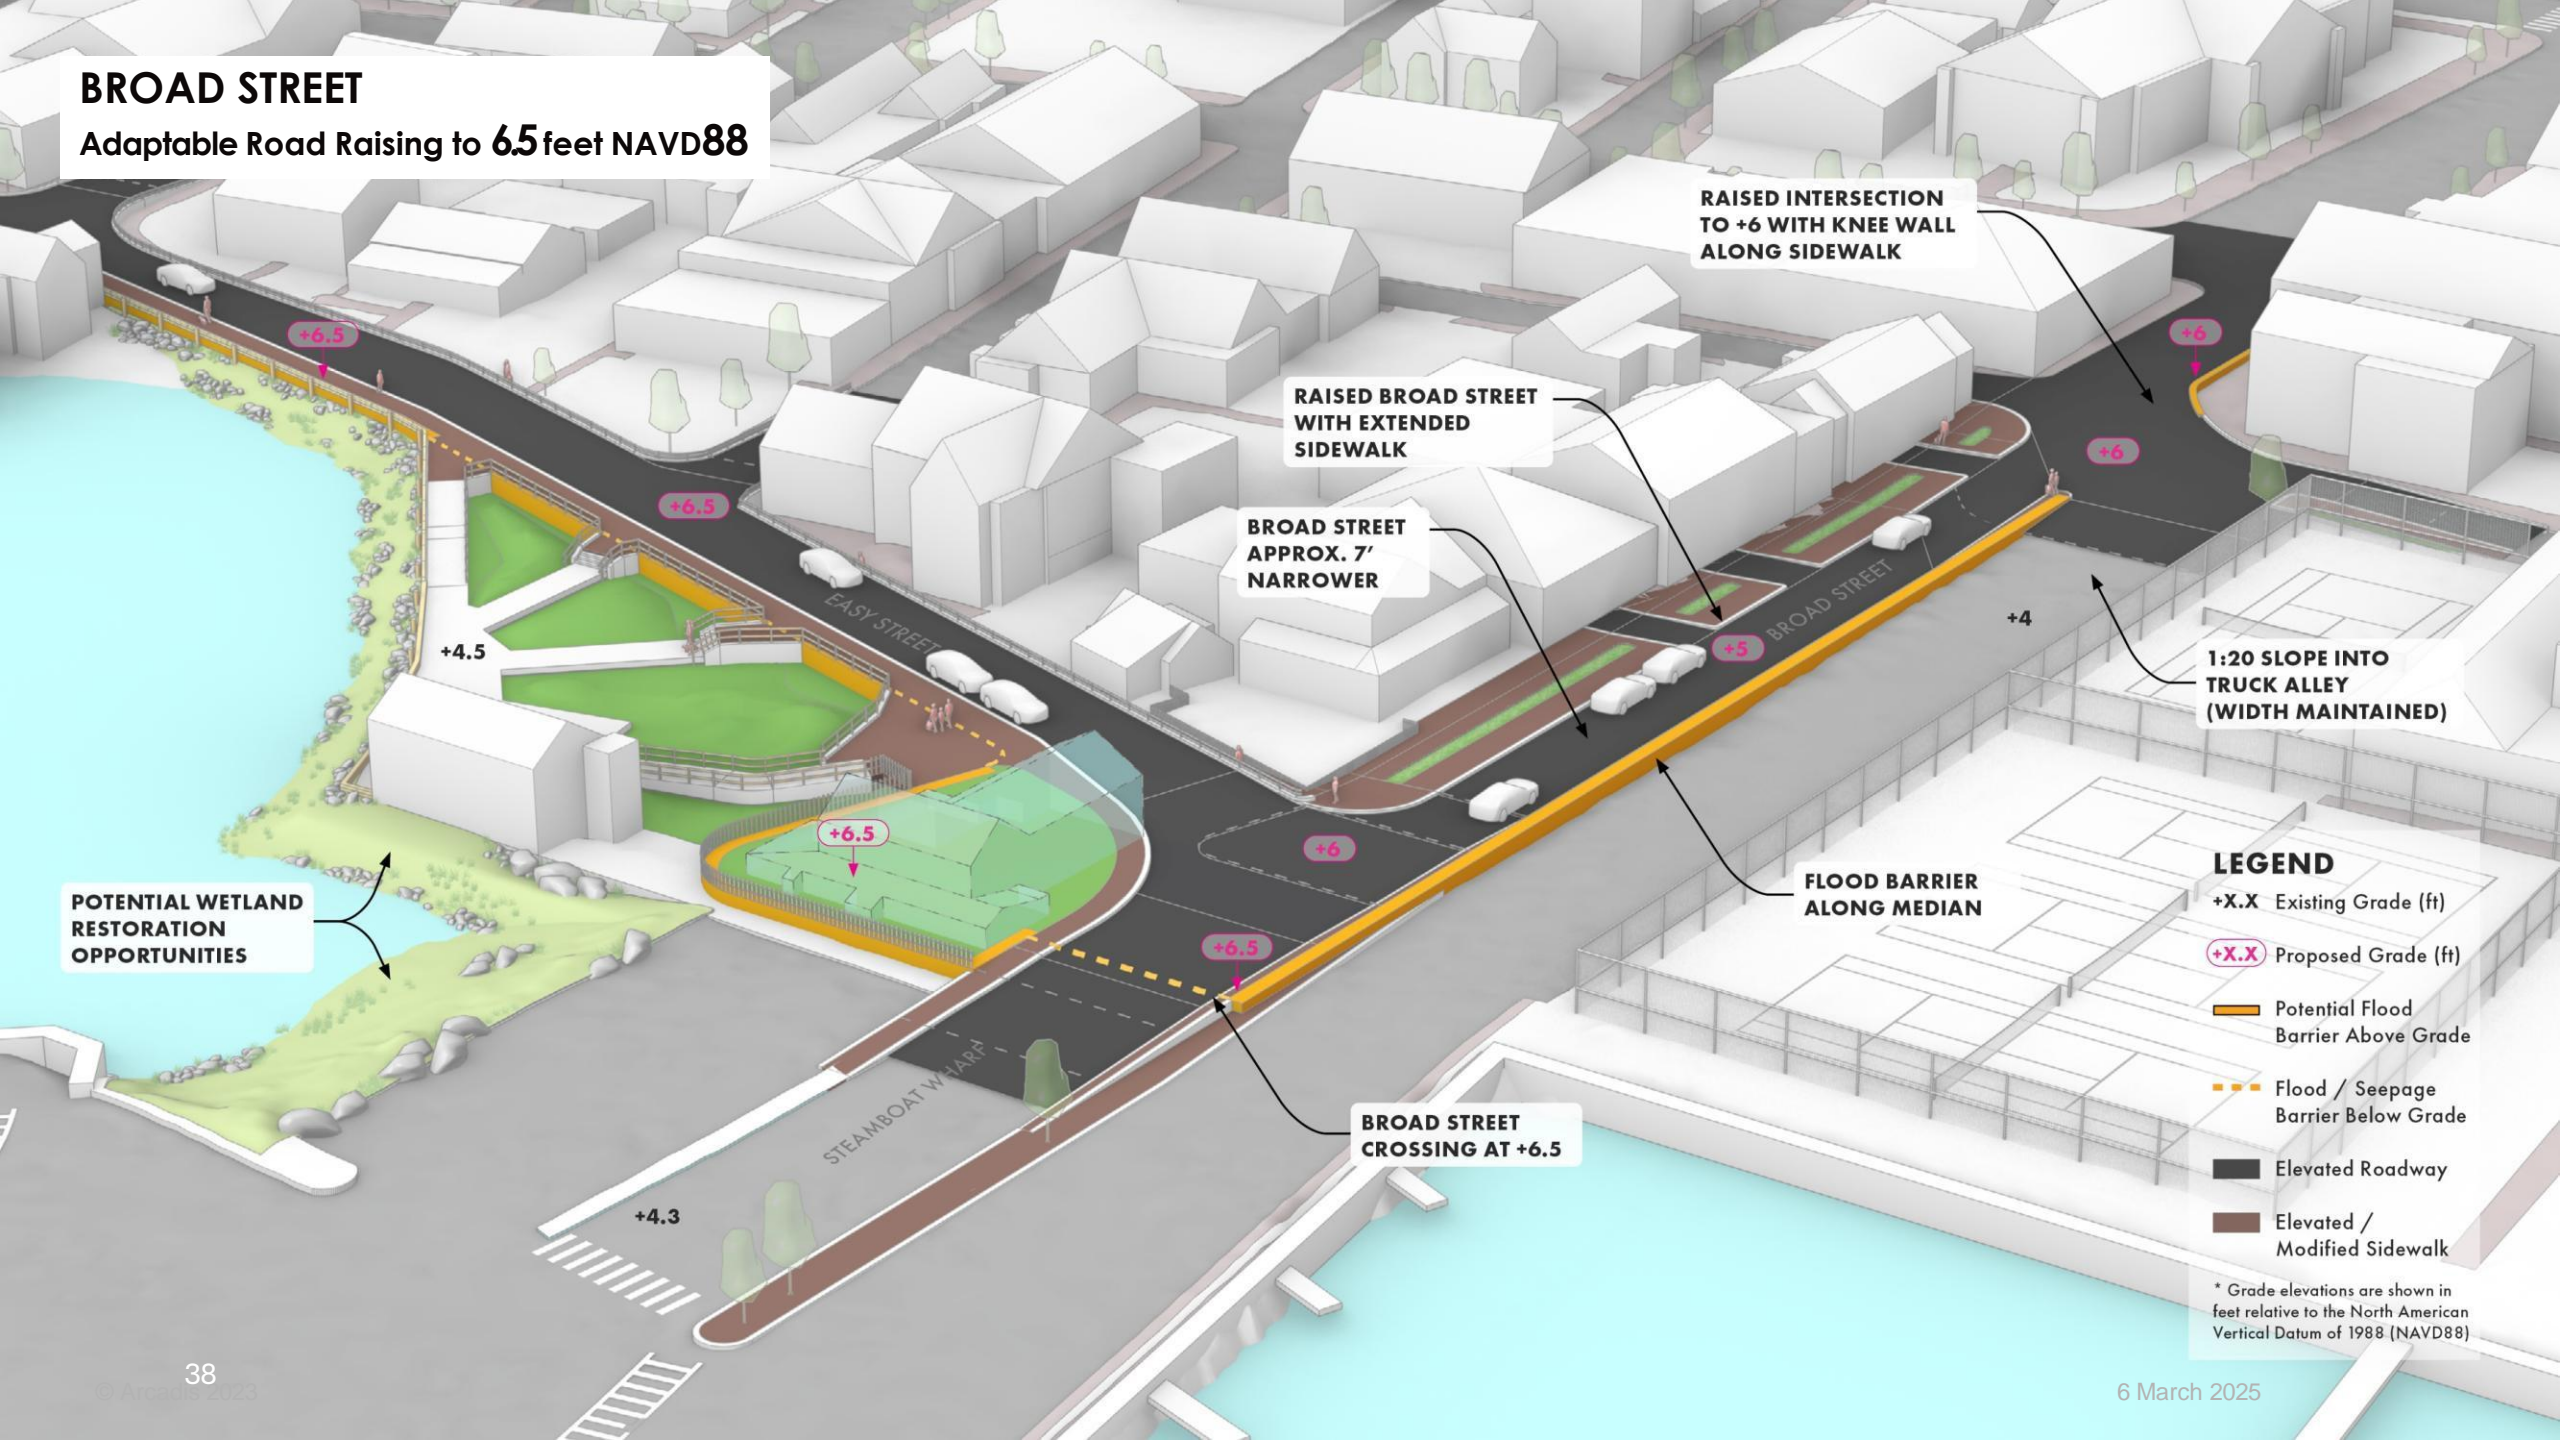 BROAD STREET
Adaptable Road Raising to 6.5 feet NAVD88
RAISED INTERSECTION
TO +6 WITH KNEE WALL
ALONG SIDEWALK
+6.5
+6
RAISED BROAD STREET
WITH EXTENDED
SIDEWALK
+6
+6.5
BROAD STREET
APPROX. 7'
NARROWER
EASY STREET
BROAD STREET
+4
+4.5
+5
1:20 SLOPE INTO
TRUCK ALLEY
(WIDTH MAINTAINED)
+6.5
+6
POTENTIAL WETLAND
RESTORATION
OPPORTUNITIES
FLOOD BARRIER
ALONG MEDIAN
+6.5
STEAMBOAT WHARF
BROAD STREET
CROSSING AT +6.5
+4.3
LEGEND
+X.X Existing Grade (ft)
+X.X Proposed Grade (ft)
Potential Flood
Barrier Above Grade
Flood / Seepage
Barrier Below Grade
Elevated Roadway
Elevated /
Modified Sidewalk
* Grade elevations are shown in
feet relative to the North American
Vertical Datum of 1988 (NAVD88)
38
© Arcadis 2023
6 March 2025